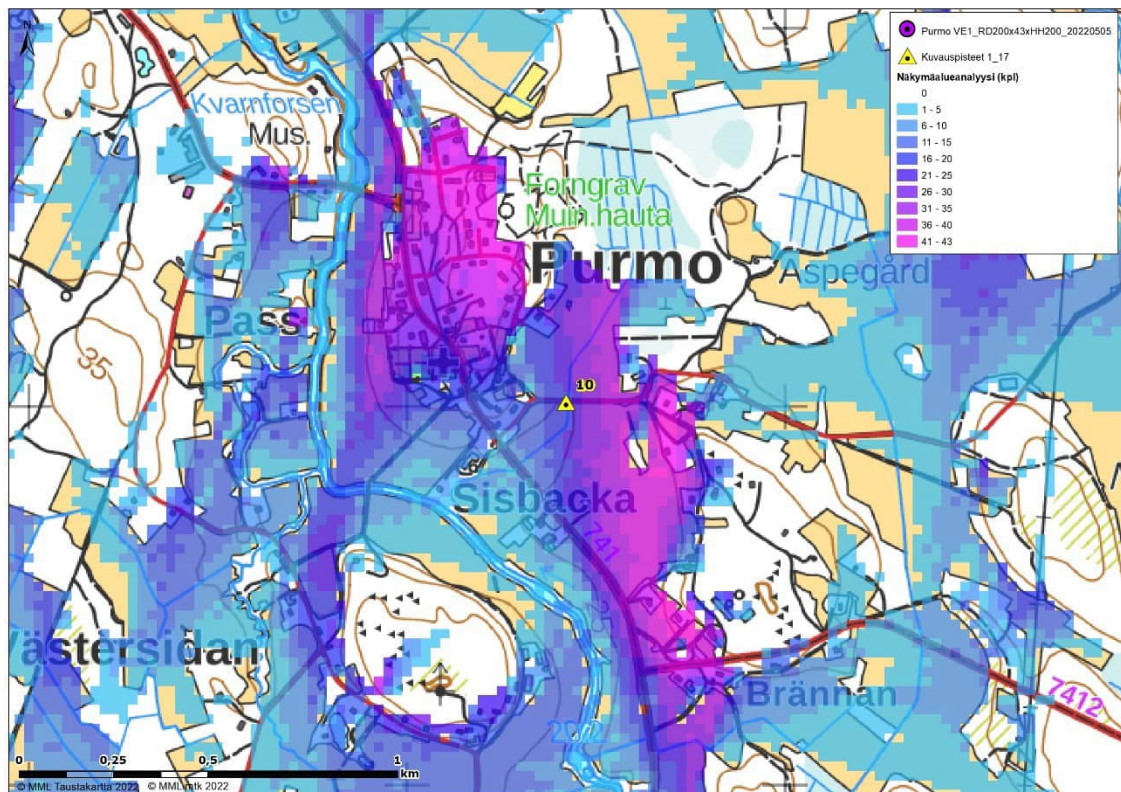 N
Purmo VE1_RD200x43xHH200_20220505
Kuvauspisteet 1_17
Näkymäalueanalyysi (kpl)
0
1 - 5
6 - 10
11 - 15
16 - 20
21 - 25
26 - 30
31 - 35
36 - 40
41 - 43
Kvarnforsen
Mus.
Forngrav
Muin.hauta
Purmo
Aspegård
Pass
35
10
Sisbacka
741
Västersidan
Brännan
7412
0 0,25 0,5 1
km
© MML Taustakartta 2022 © MML mtk 2022